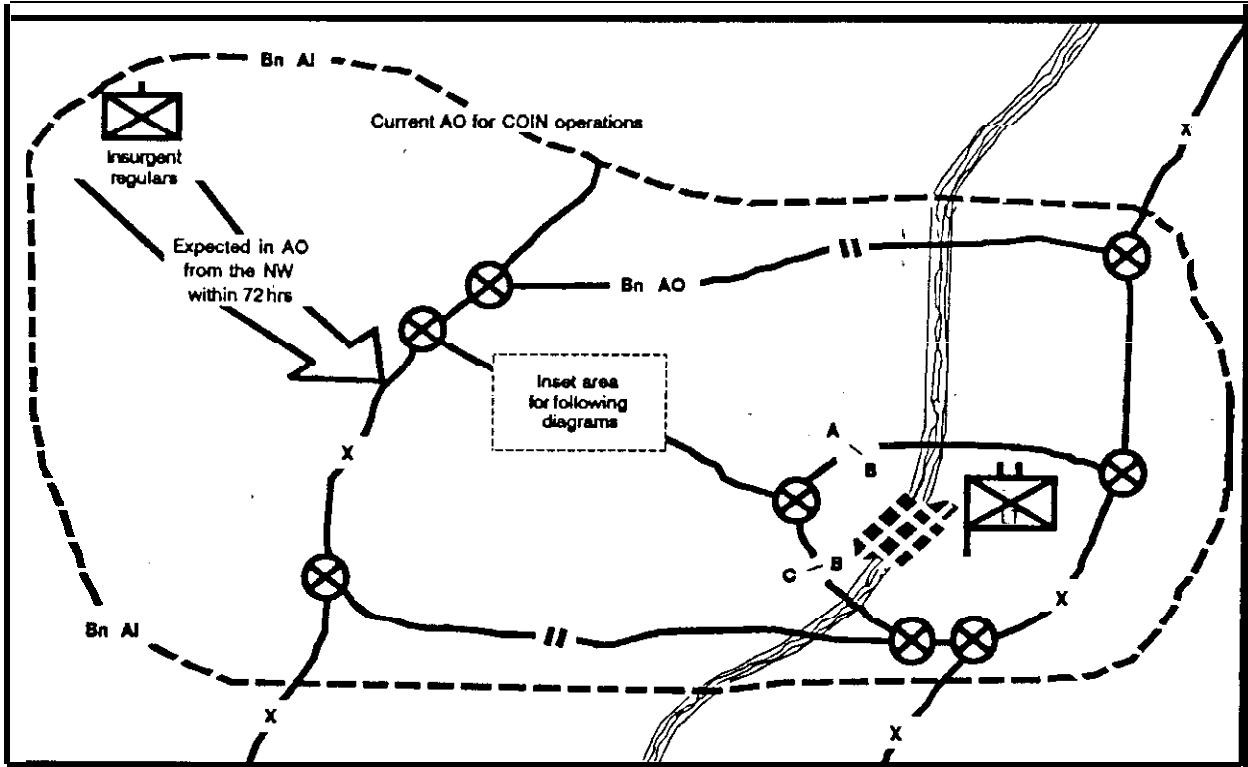 Bn AI
Current AO for COIN operations
X
Insurgent
regulars
Expected in AO
from the NW
within 72 hrs
Bn AO
Inset area
for following
diagrams
A
B
X
C
B
X
Bn AI
X
X